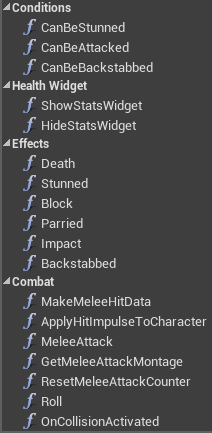 Conditions
CanBeStunned
CanBeAttacked
CanBeBackstabbed
Health Widget
ShowStatsWidget
HideStatsWidget
Effects
Death
Stunned
Block
Parried
Impact
Backstabbed
Combat
MakeMeleeHitData
ApplyHitImpulseToCharacter
MeleeAttack
GetMeleeAttackMontage
ResetMeleeAttackCounter
Roll
OnCollisionActivated